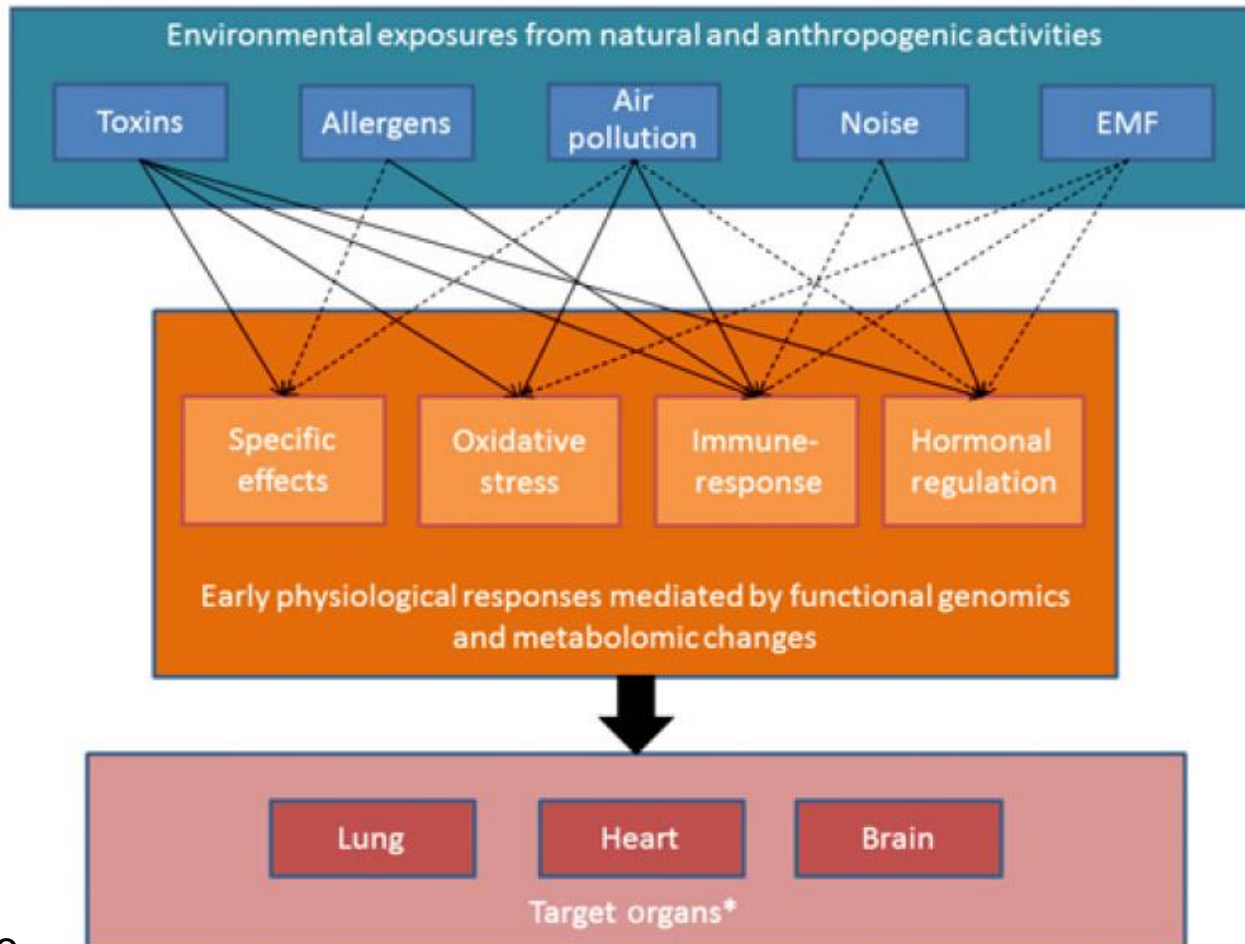 Environmental exposures from natural and anthropogenic activities
Toxins
Allergens
Air
pollution
Noise
EMF
Specific
effects
Oxidative
stress
Immune-
response
Hormonal
regulation
Early physiological responses mediated by functional genomics
and metabolomic changes
Lung
Heart
Brain
Target organs*